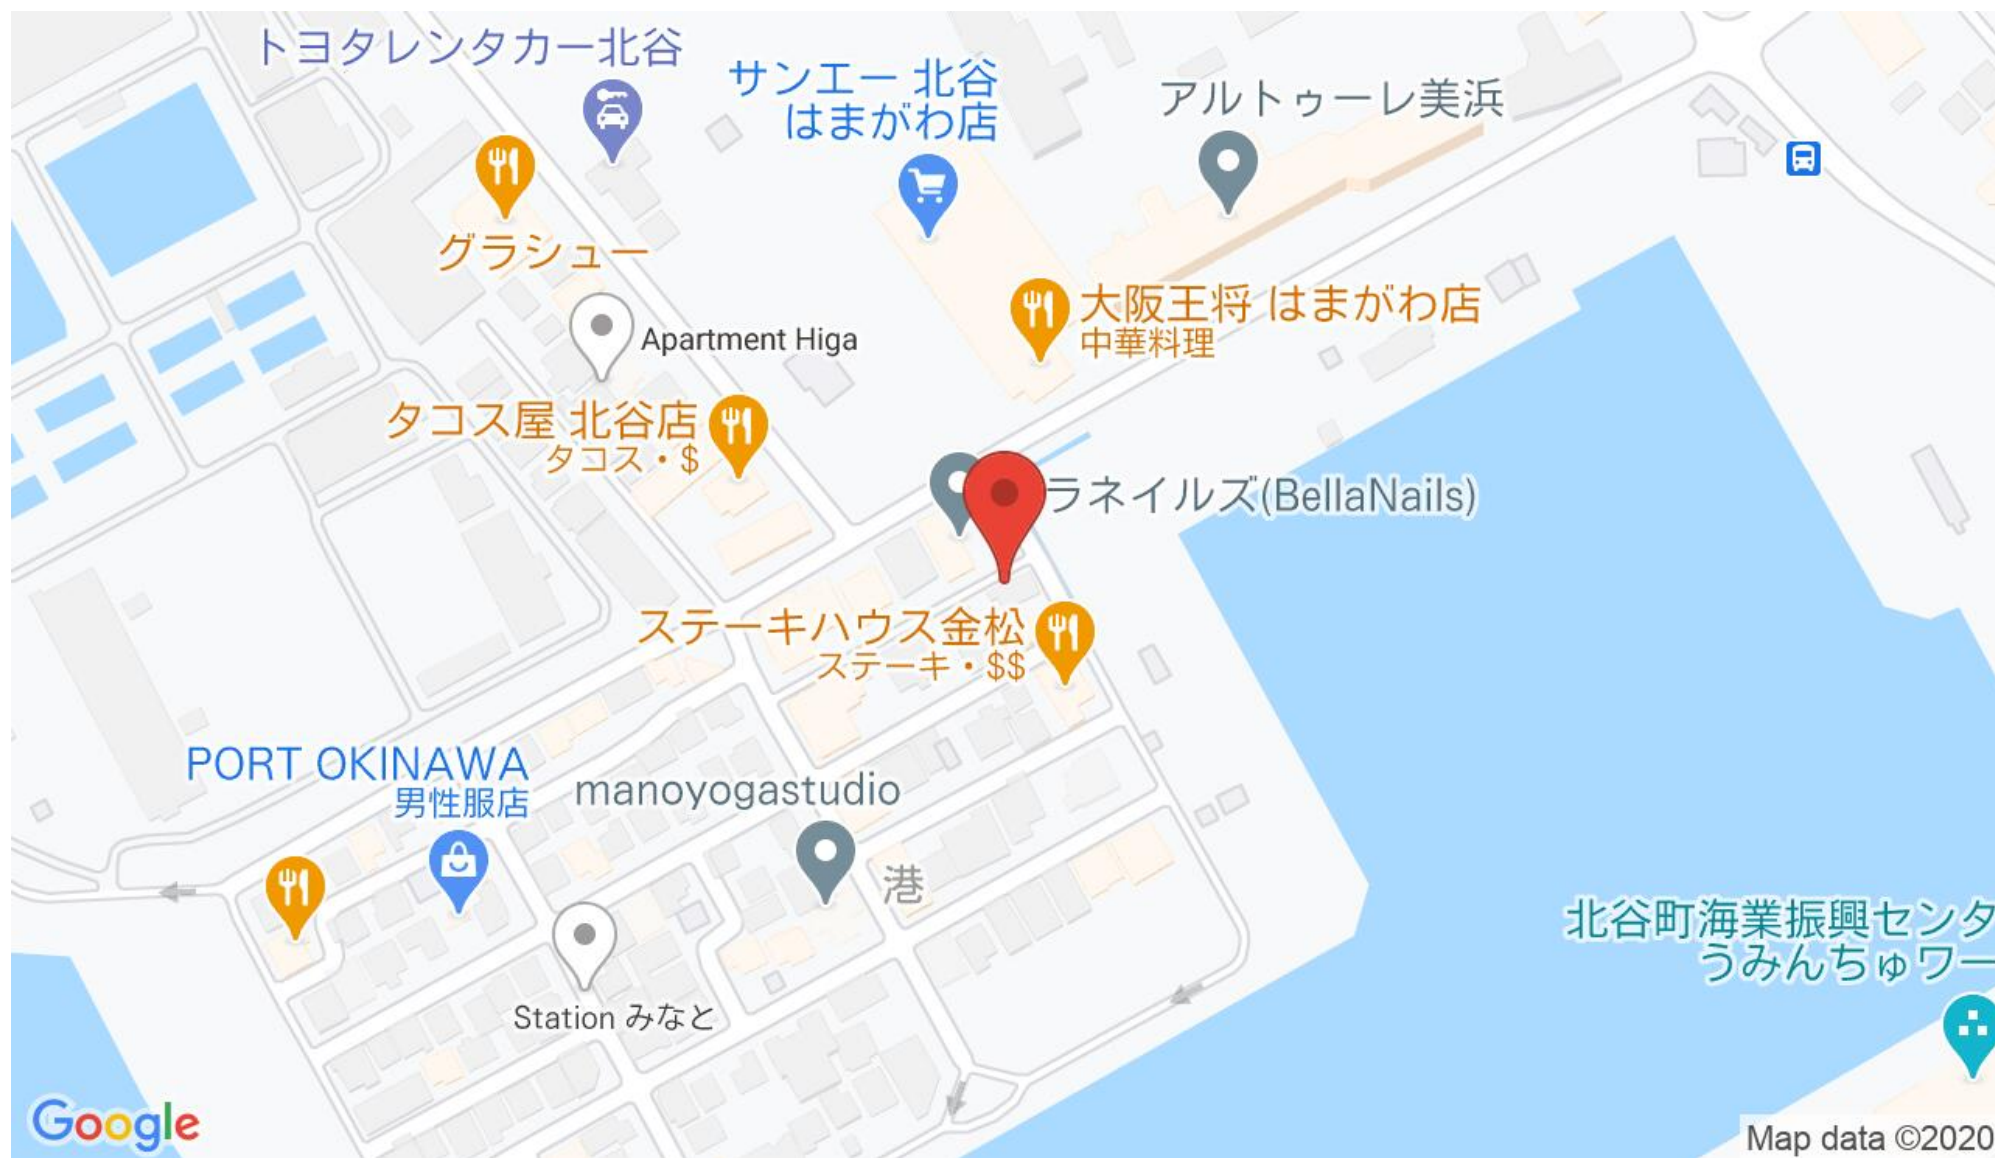 トヨタレンタカー北谷
サンエー 北谷
はまがわ店
アルトゥーレ美浜
グラシュー
大阪王将 はまがわ店
中華料理
Apartment Higa
タコス屋 北谷店
タコス・$
ラネイルズ(BellaNails)
ステーキハウス金松
ステーキ・$$
PORT OKINAWA
男性服店
manoyogastudio
港
北谷町海業振興センタ
うみんちゅワー
Station みなと
Google
Map data ©2020